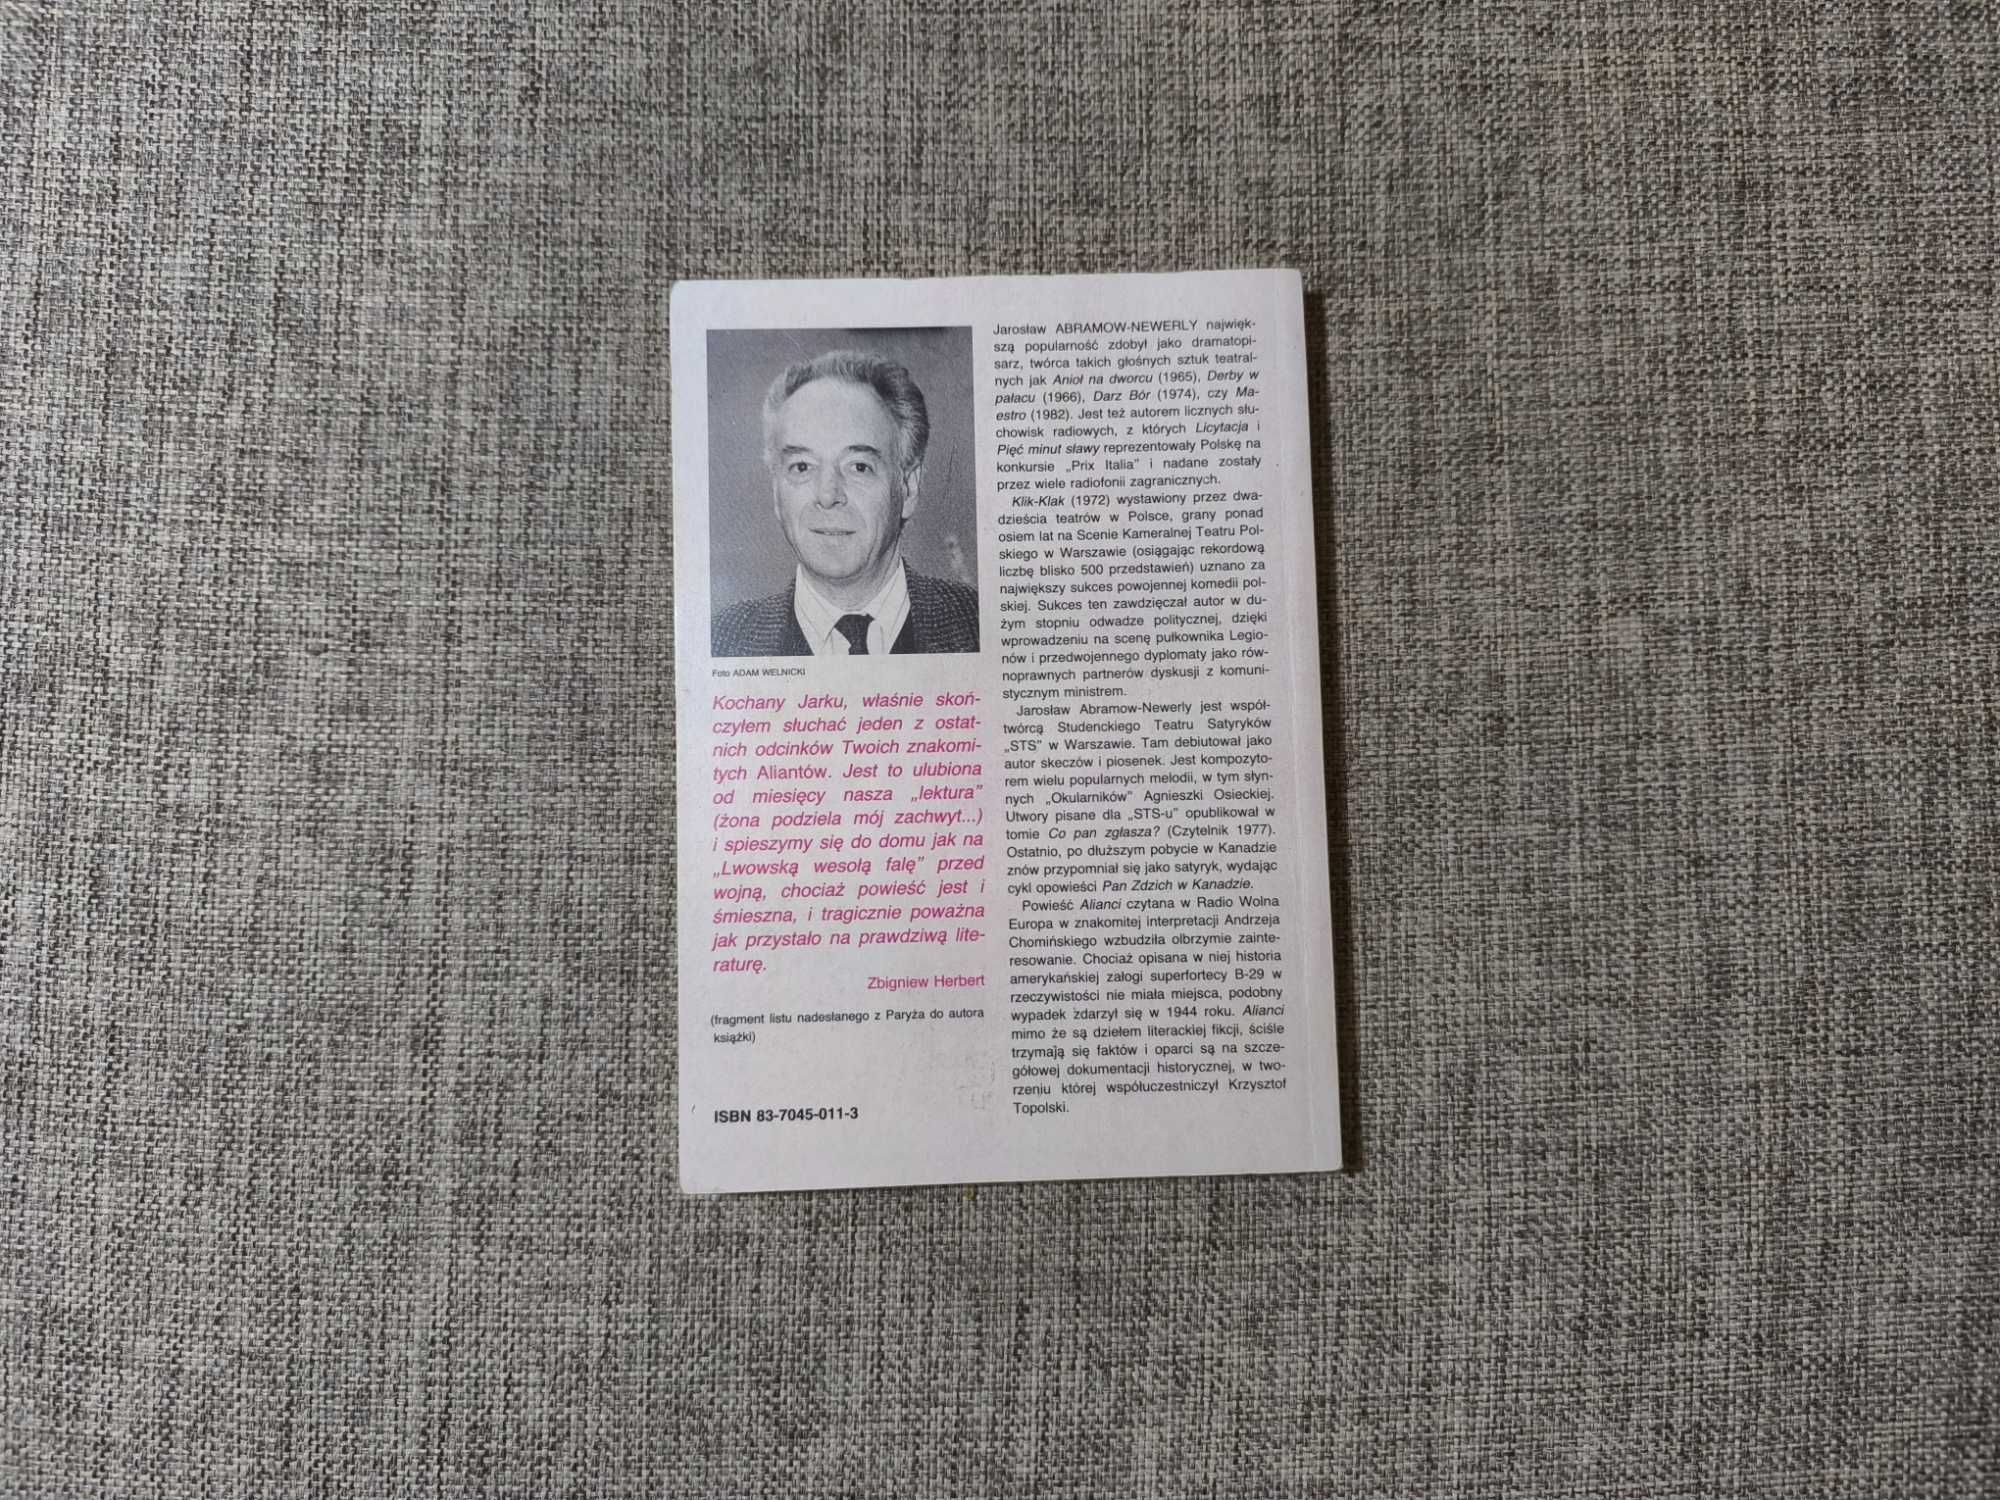 Foto ADAM WELNICKI
Kochany Jarku, właśnie skoń-
czyłem słuchać jeden z ostat-
nich odcinków Twoich znakomi-
tych Aliantów. Jest to ulubiona
od miesięcy nasza „lektura”
(żona podziela mój zachwyt...)
i spieszymy się do domu jak na
„Lwowską wesołą falę” przed
wojną, chociaż powieść jest i
śmieszna, i tragicznie poważna
jak przystało na prawdziwą lite-
raturę.
Zbigniew Herbert
(fragment listu nadesłanego z Paryża do autora
książki)
ISBN 83-7045-011-3
Jarosław ABRAMOW-NEWERLY najwięk-
szą popularność zdobył jako dramatopi-
sarz, twórca takich głośnych sztuk teatral-
nych jak Anioł na dworcu (1965), Derby w
pałacu (1966), Darz Bór (1974), czy Ma-
estro (1982). Jest też autorem licznych słu-
chowisk radiowych, z których Licytacja i
Pięć minut sławy reprezentowały Polskę na
konkursie „Prix Italia” i nadane zostały
przez wiele radiofonii zagranicznych.
Klik-Klak (1972) wystawiony przez dwa-
dzieścia teatrów w Polsce, grany ponad
osiem lat na Scenie Kameralnej Teatru Pol-
skiego w Warszawie (osiągając rekordową
liczbę blisko 500 przedstawień) uznano za
największy sukces powojennej komedii pol-
skiej. Sukces ten zawdzięczał autor w du-
żym stopniu odwadze politycznej, dzięki
wprowadzeniu na scenę pułkownika Legio-
nów i przedwojennego dyplomaty jako rów-
noprawnych partnerów dyskusji z komuni-
stycznym ministrem.
Jarosław Abramow-Newerly jest współ-
twórcą Studenckiego Teatru Satyryków
„STS” w Warszawie. Tam debiutował jako
autor skeczów i piosenek. Jest kompozyto-
rem wielu popularnych melodii, w tym słyn-
nych „Okularników” Agnieszki Osieckiej.
Utwory pisane dla „STS-u” opublikował w
tomie Co pan zgłasza? (Czytelnik 1977).
Ostatnio, po dłuższym pobycie w Kanadzie
znów przypomniał się jako satyryk, wydając
cykl opowieści Pan Zdzich w Kanadzie.
Powieść Alianci czytana w Radio Wolna
Europa w znakomitej interpretacji Andrzeja
Chomińskiego wzbudziła olbrzymie zainte-
resowanie. Chociaż opisana w niej historia
amerykańskiej załogi superfortecy B-29 w
rzeczywistości nie miała miejsca, podobny
wypadek zdarzył się w 1944 roku. Alianci
mimo że są dziełem literackiej fikcji, ściśle
trzymają się faktów i oparci są na szcze-
gółowej dokumentacji historycznej, w two-
rzeniu której współuczestniczył Krzysztof
Topolski.